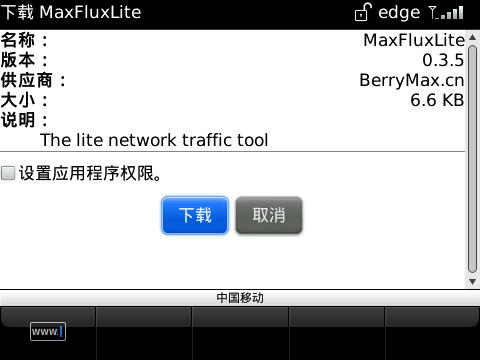 下载 MaxFluxLite edge
名称： MaxFluxLite
版本： 0.3.5
供应商： BerryMax.cn
大小： 6.6 KB
说明：
The lite network traffic tool
设置应用程序权限。
下载 取消
中国移动
www.